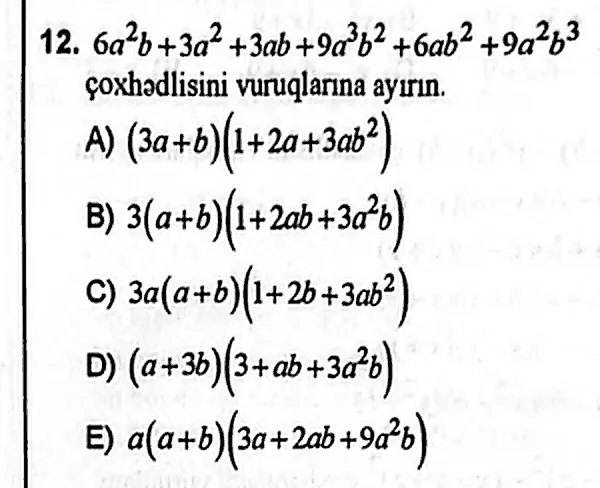 12. 6a²b+3a²+3ab+9a³b²+6ab²+9a²b³
çoxhədlisini vuruqlarına ayırın.
A) (3a+b)(1+2a+3ab²)
B) 3(a+b)(1+2ab+3a²b)
C) 3a(a+b)(1+2b+3ab²)
D) (a+3b)(3+ab+3a²b)
E) a(a+b)(3a+2ab+9a²b)